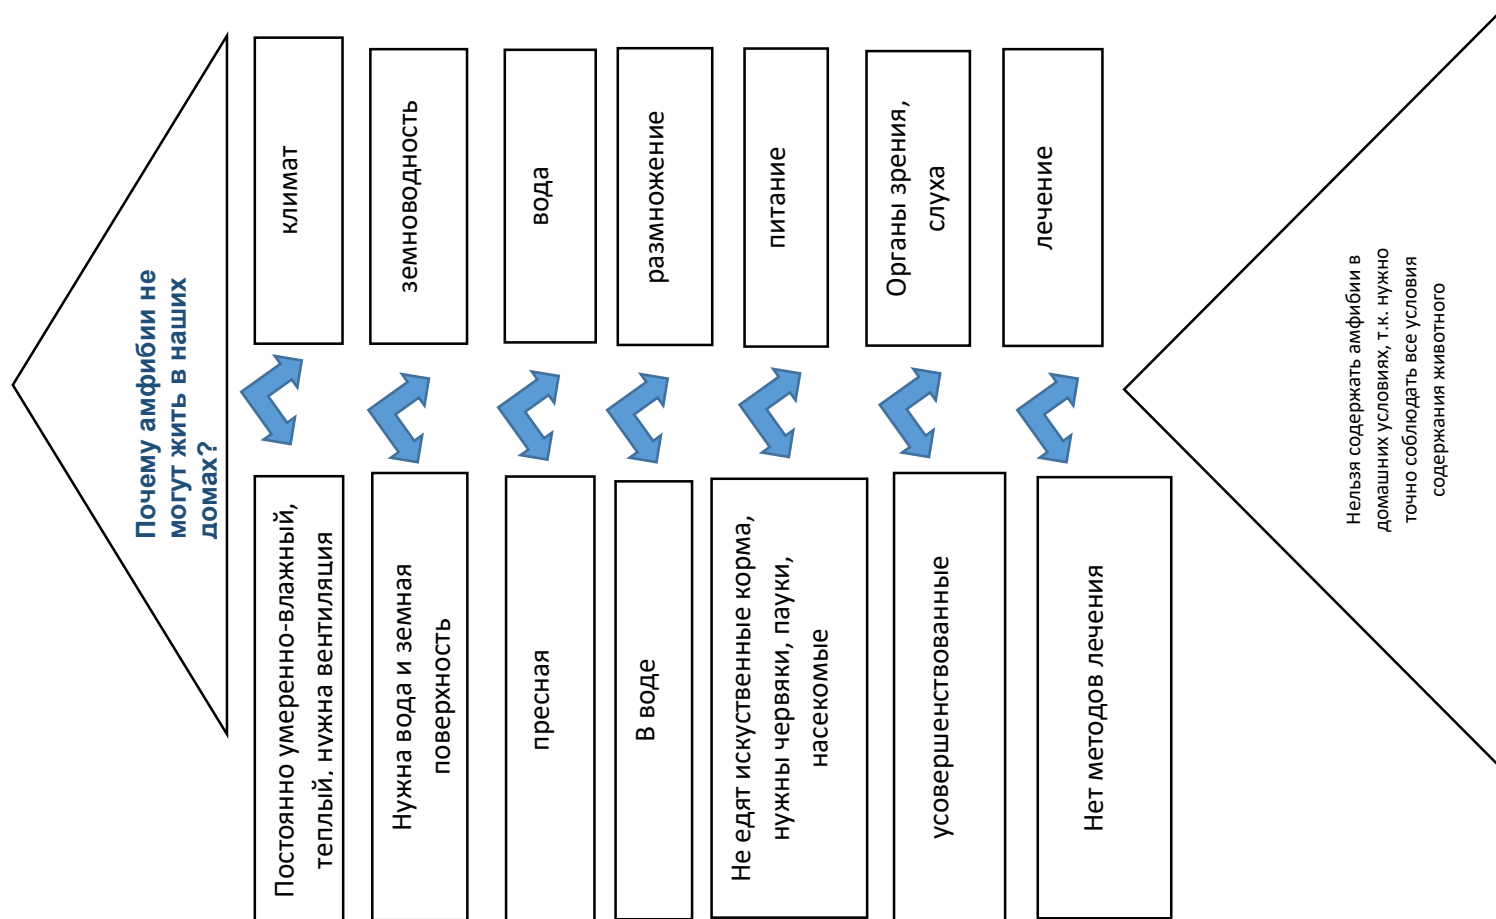 Почему амфибии не
могут жить в наших
домах?
Постоянно умеренно-влажный,
теплый, нужна вентиляция
климат
Нужна вода и земная
поверхность
земноводность
пресная
вода
В воде
размножение
Не едят искуственные корма,
нужны червяки, пауки,
насекомые
питание
усовершенствованные
Органы зрения,
слуха
Нет методов лечения
лечение
Нельзя содержать амфибии в
домашних условиях, т.к. нужно
точно соблюдать все условия
содержания животного